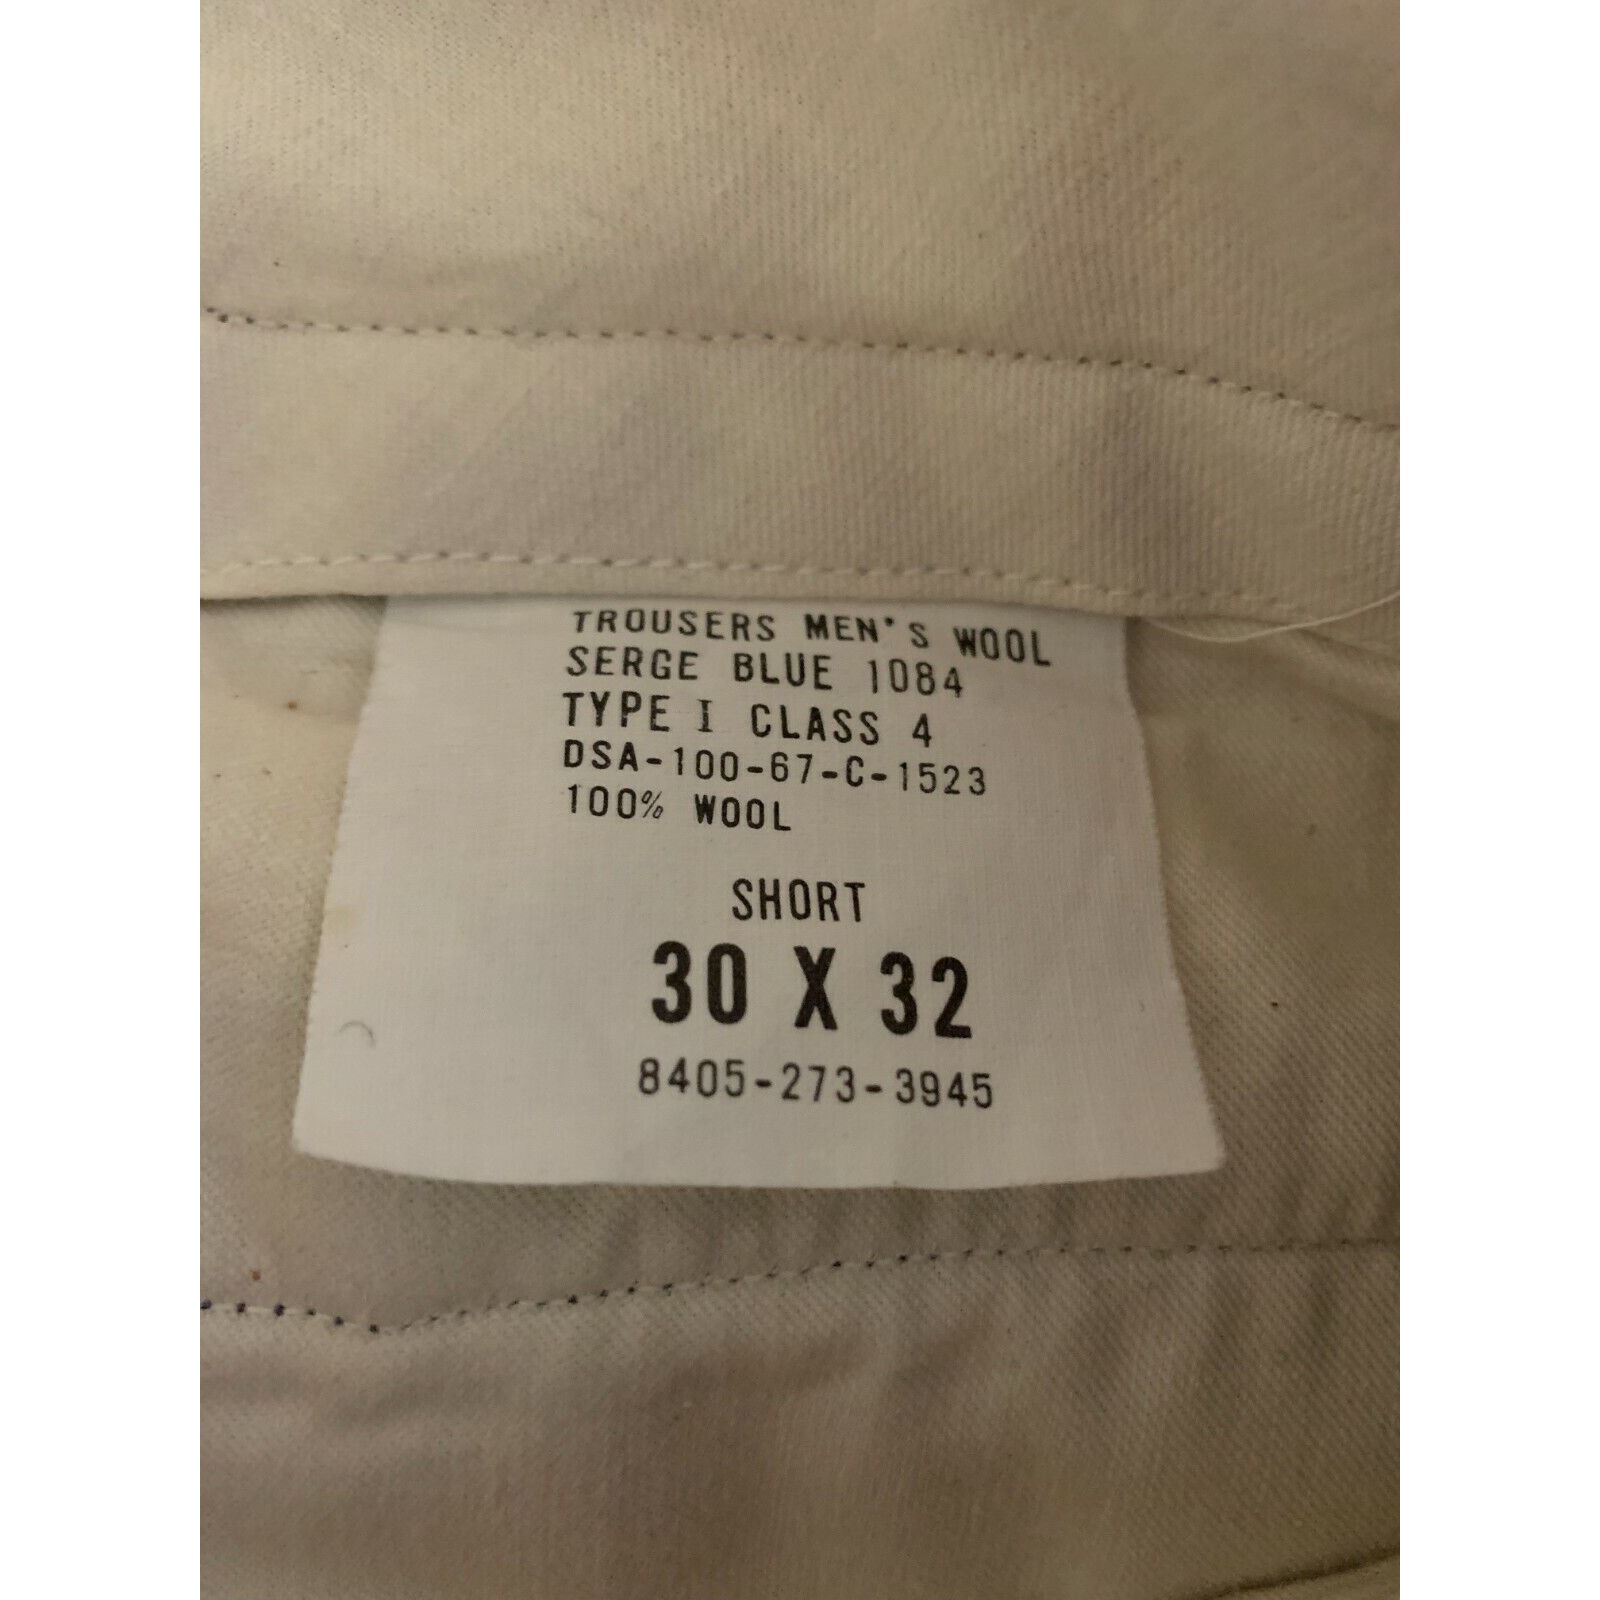 TROUSERS MEN'S WOOL
SERGE BLUE 1084
TYPE I CLASS 4
DSA-100-67-C-1523
100% WOOL
SHORT
30 X 32
8405-273-3945